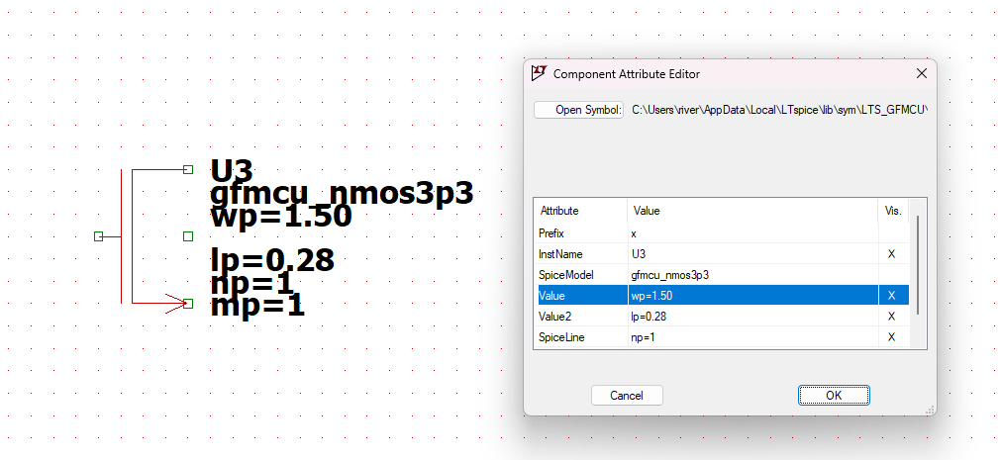 U3
gfmcu_nmos3p3
wp=1.50
lp=0.28
np=1
mp=1
Component Attribute Editor
Open Symbol: C:\Users\river\AppData\Local\LTspice\lib\sym\LTS_GFMCU\
Attribute Value Vis.
Prefix x
InstName U3 X
SpiceModel gfmcu_nmos3p3
Value wp=1.50 X
Value2 lp=0.28 X
SpiceLine np=1 X
Cancel OK